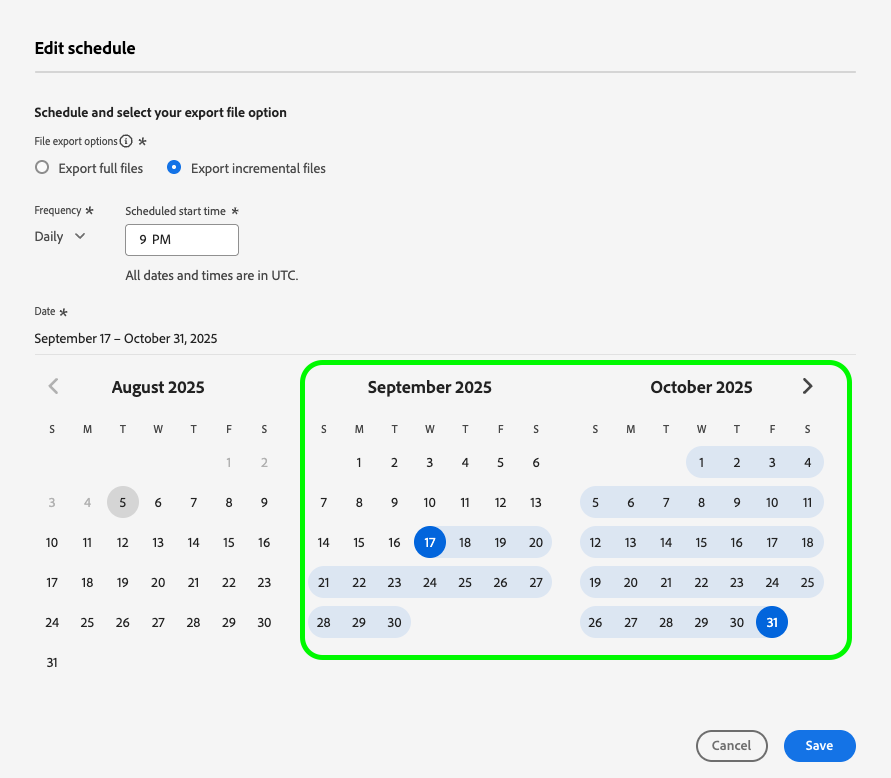 Edit schedule
Schedule and select your export file option
File export options *
Export full files Export incremental files
Frequency * Scheduled start time *
Daily 9 PM
All dates and times are in UTC.
Date *
September 17 – October 31, 2025
August 2025 September 2025 October 2025
S M T W T F S S M T W T F S S M T W T F S
1 2 1 2 3 4 5 6 1 2 3 4
3 4 5 6 7 8 9 7 8 9 10 11 12 13 5 6 7 8 9 10 11
10 11 12 13 14 15 16 14 15 16 17 18 19 20 12 13 14 15 16 17 18
17 18 19 20 21 22 23 21 22 23 24 25 26 27 19 20 21 22 23 24 25
24 25 26 27 28 29 30 28 29 30 26 27 28 29 30 31
31
Cancel Save